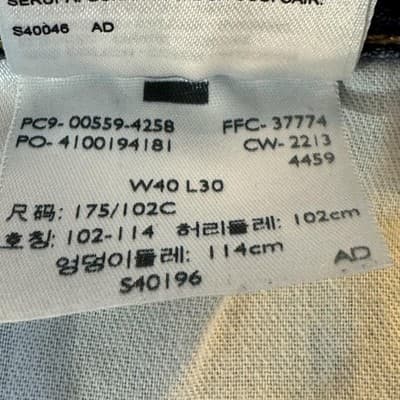 S40046 AD
PC9- 00559-4258 FFC- 37774
PO- 4100194181 CW- 2213
4459
W40 L30
尺 码: 175/102C
호칭: 102-114 허리둘레: 102cm
엉덩이둘레: 114cm
AD
S40196